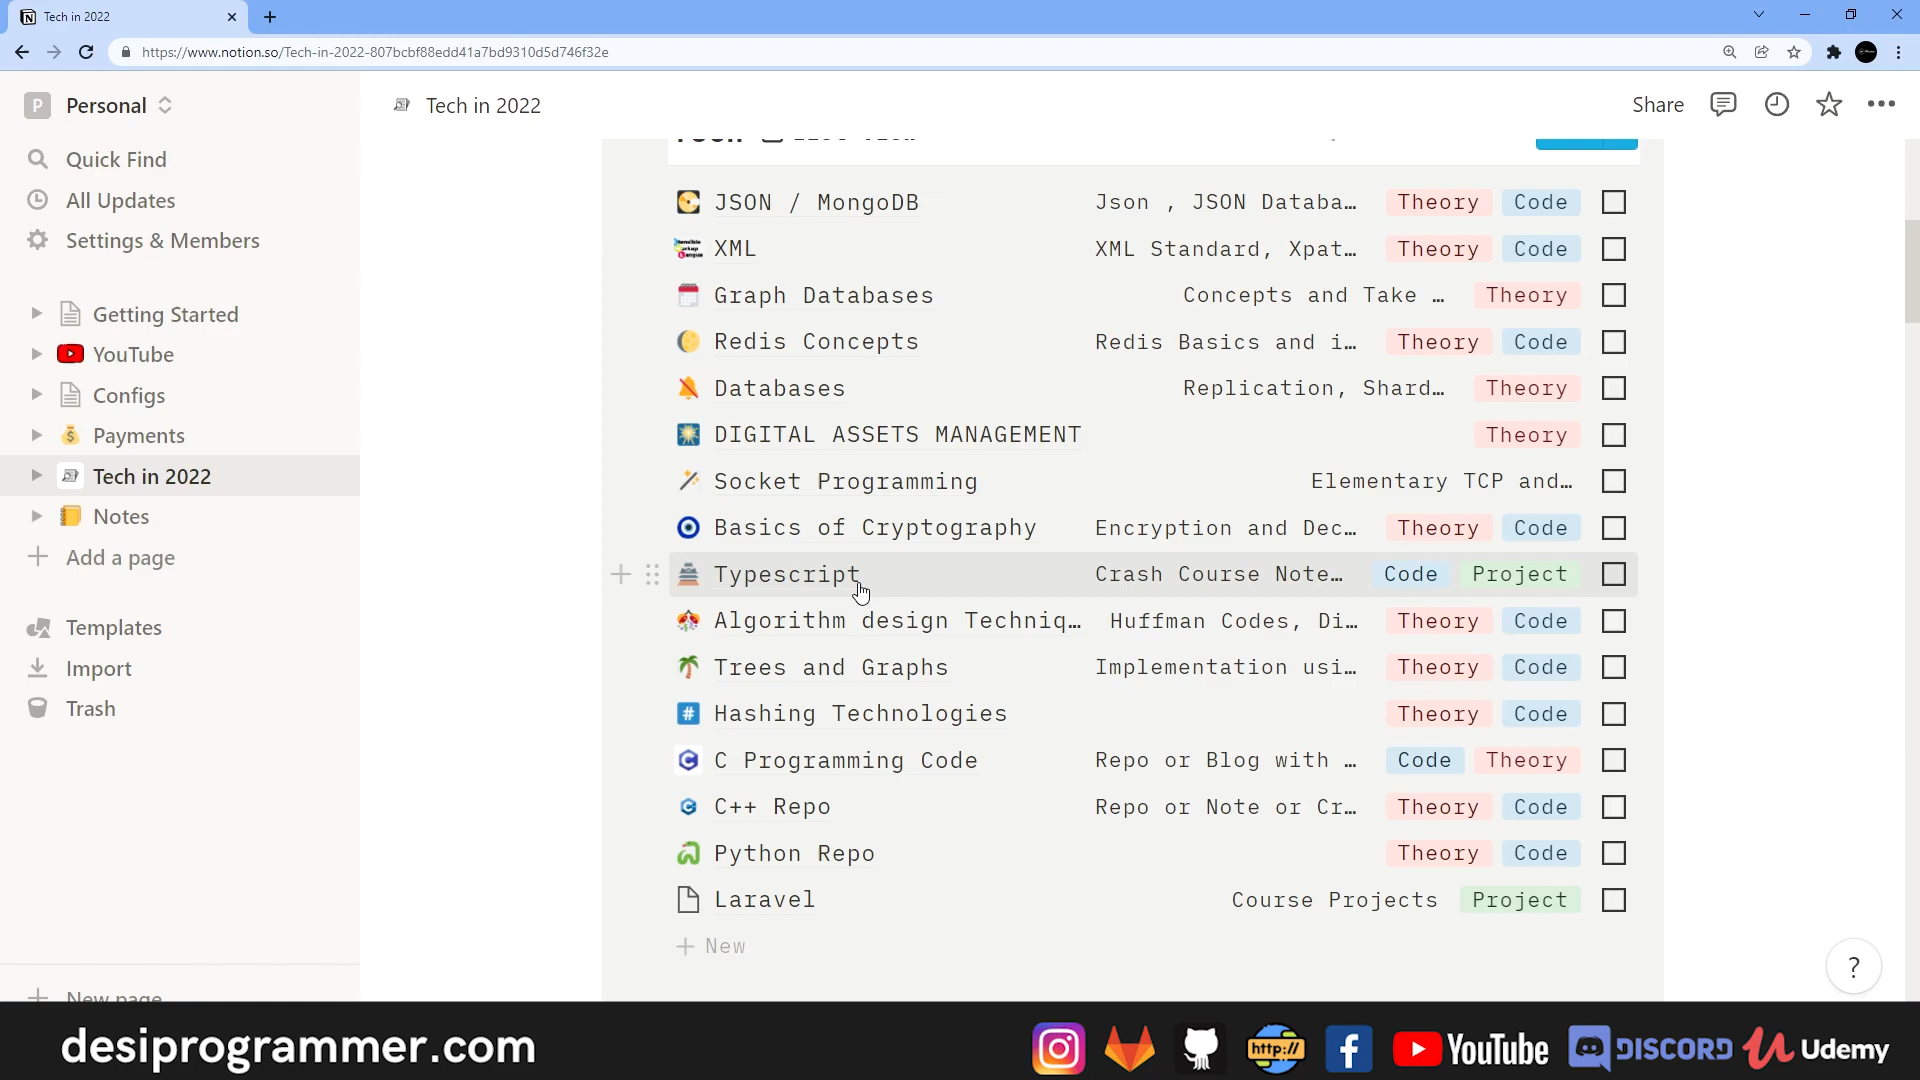 Tech in 2022
https://www.notion.so/Tech-in-2022-807bcbf88edd41a7bd9310d5d746f32e
P Personal
Tech in 2022
Share
Quick Find
All Updates
Settings & Members
Getting Started
YouTube
Configs
Payments
Tech in 2022
Notes
Add a page
Templates
Import
Trash
New page
JSON / MongoDB Json , JSON Databa… Theory Code
XML XML Standard, Xpat… Theory Code
Graph Databases Concepts and Take … Theory
Redis Concepts Redis Basics and i… Theory Code
Databases Replication, Shard… Theory
DIGITAL ASSETS MANAGEMENT Theory
Socket Programming Elementary TCP and…
Basics of Cryptography Encryption and Dec… Theory Code
Typescript Crash Course Note… Code Project
Algorithm design Techniq… Huffman Codes, Di… Theory Code
Trees and Graphs Implementation usi… Theory Code
# Hashing Technologies Theory Code
C Programming Code Repo or Blog with … Code Theory
C++ Repo Repo or Note or Cr… Theory Code
Python Repo Theory Code
Laravel Course Projects Project
+ New
?
desiprogrammer.com
http://
YouTube
DISCORD
Udemy